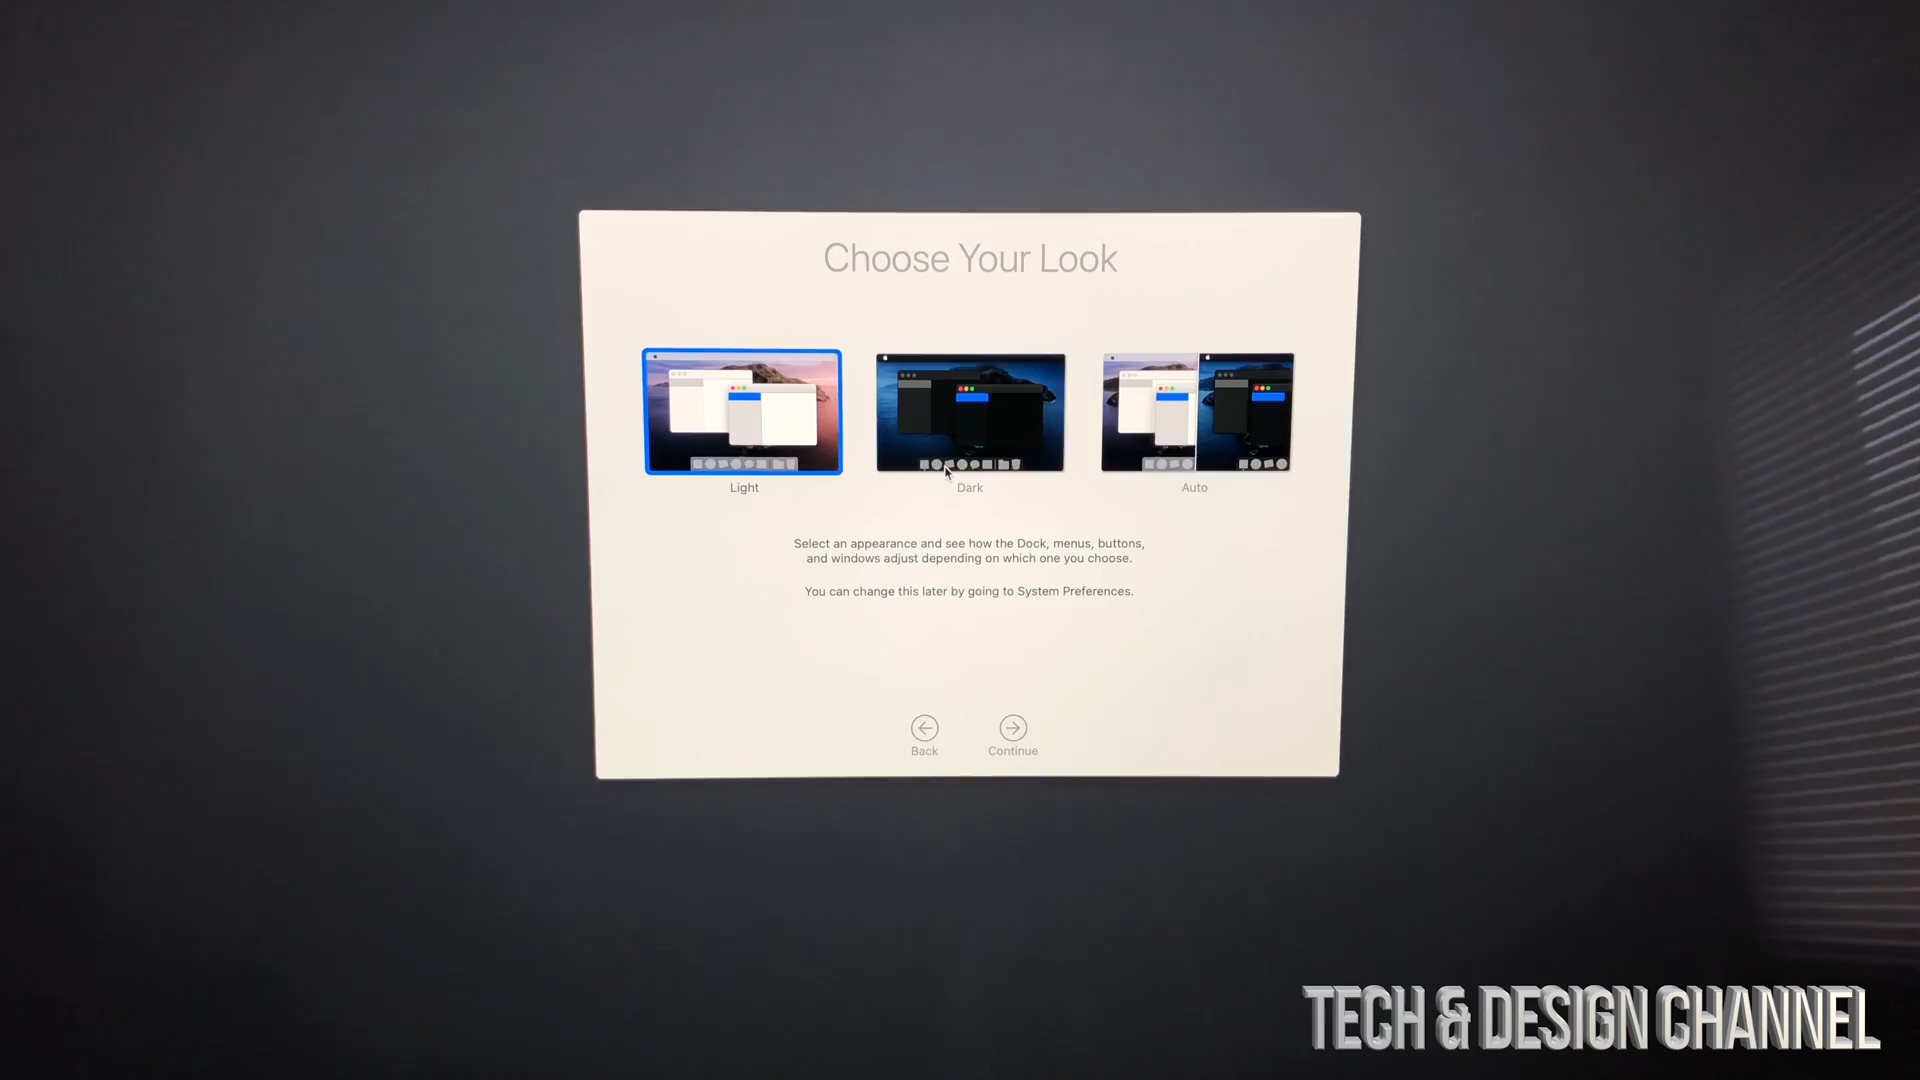 Choose Your Look
Light
Dark
Auto
Select an appearance and see how the Dock, menus, buttons,
and windows adjust depending on which one you choose.
You can change this later by going to System Preferences.
Back
Continue
TECH & DESIGN CHANNEL